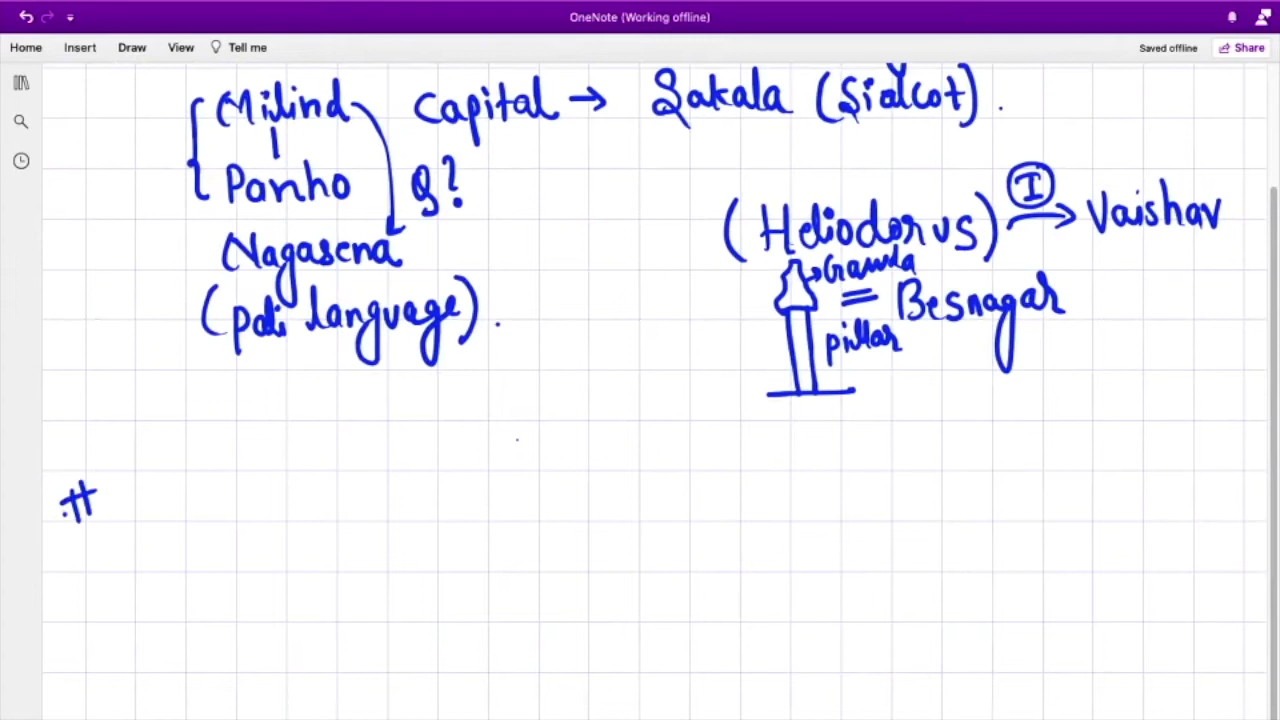 OneNote (Working offline)
Home Insert Draw View Tell me
Saved offline Share
Milind Capital → Sakala (Sialcot).
Panho Q?
Nagasena
(pali language).
(Heliodorus) I → Vaishav
Garuda
= Besnagar
pillar
#